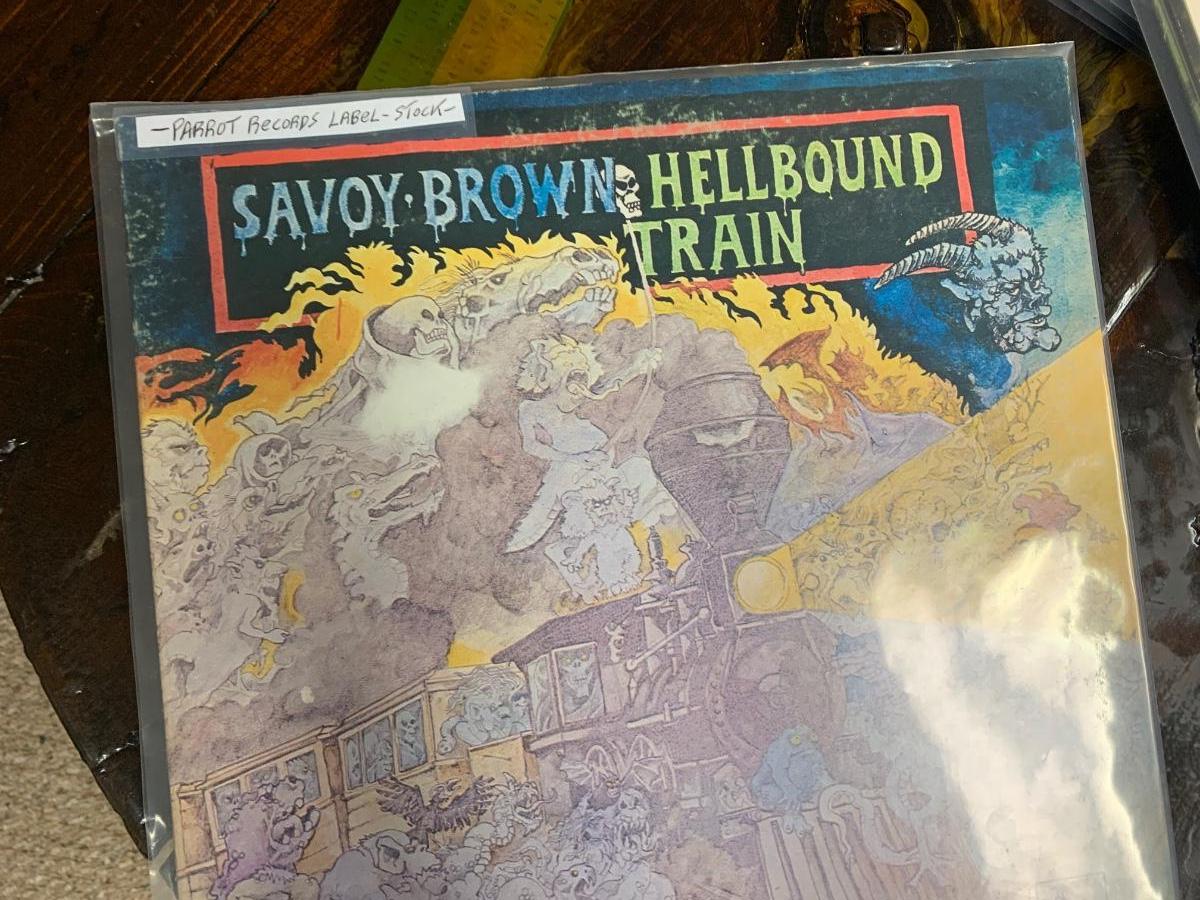 -PARROT RECORDS LABEL-STOCK-
SAVOY·BROWN HELLBOUND
TRAIN